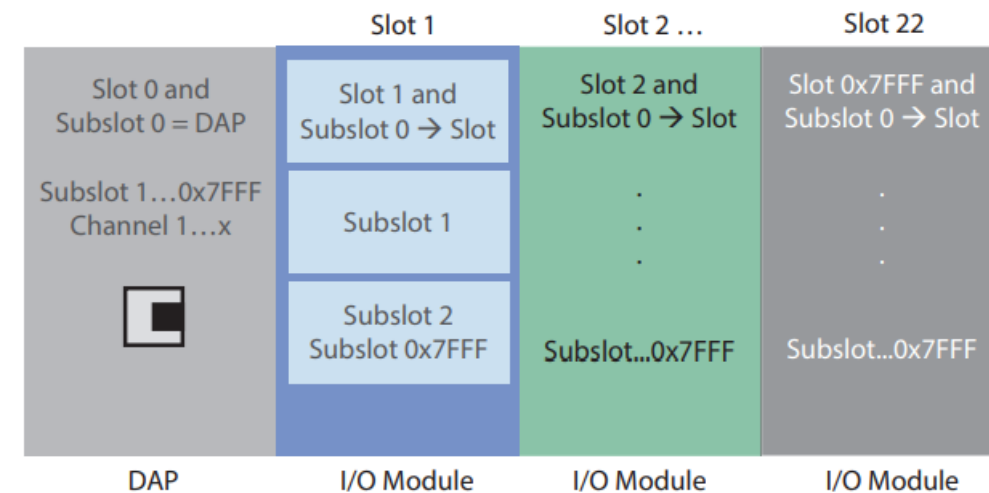 Slot 1
Slot 2 …
Slot 22
Slot 0 and
Subslot 0 = DAP
Subslot 1…0x7FFF
Channel 1…x
Slot 1 and
Subslot 0 → Slot
Subslot 1
Subslot 2
Subslot 0x7FFF
Slot 2 and
Subslot 0 → Slot
.
.
.
Subslot...0x7FFF
Slot 0x7FFF and
Subslot 0 → Slot
.
.
.
Subslot...0x7FFF
DAP
I/O Module
I/O Module
I/O Module